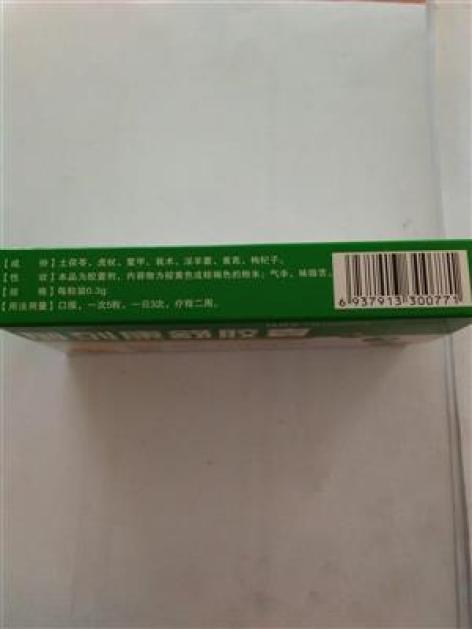 【成 份】土茯苓、虎杖、鳖甲、莪术、淫羊藿、黄芪、枸杞子。
【性 状】本品为胶囊剂，内容物为棕黄色或棕褐色的粉末；气辛、味微苦。
【规 格】每粒装0.3g
【用法用量】口服，一次5粒，一日3次，疗程二周。
6 937913 300771